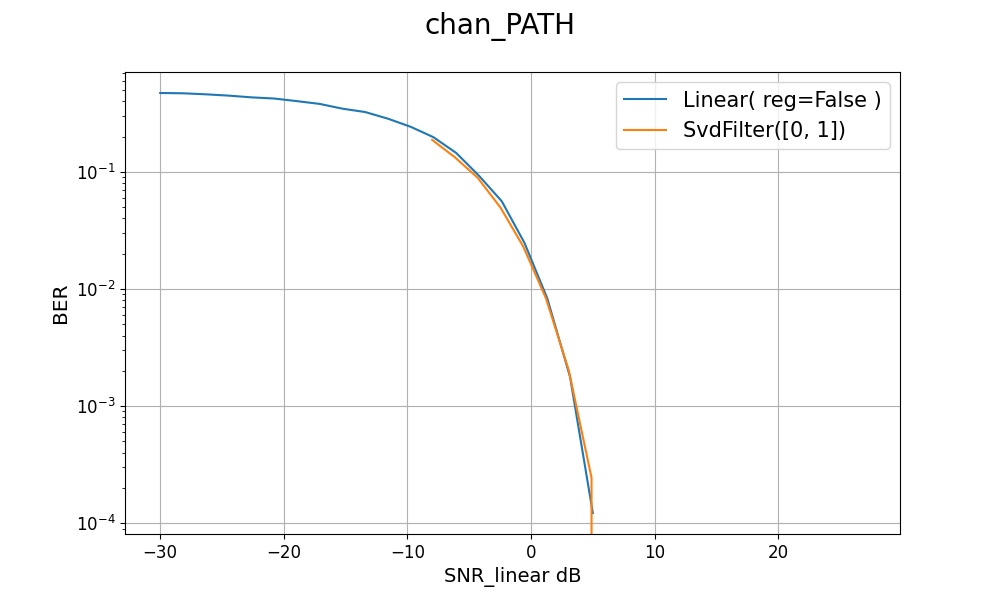 chan_PATH
Linear( reg=False )
SvdFilter([0, 1])
BER
10⁻¹
10⁻²
10⁻³
10⁻⁴
−30
−20
−10
0
10
20
SNR_linear dB